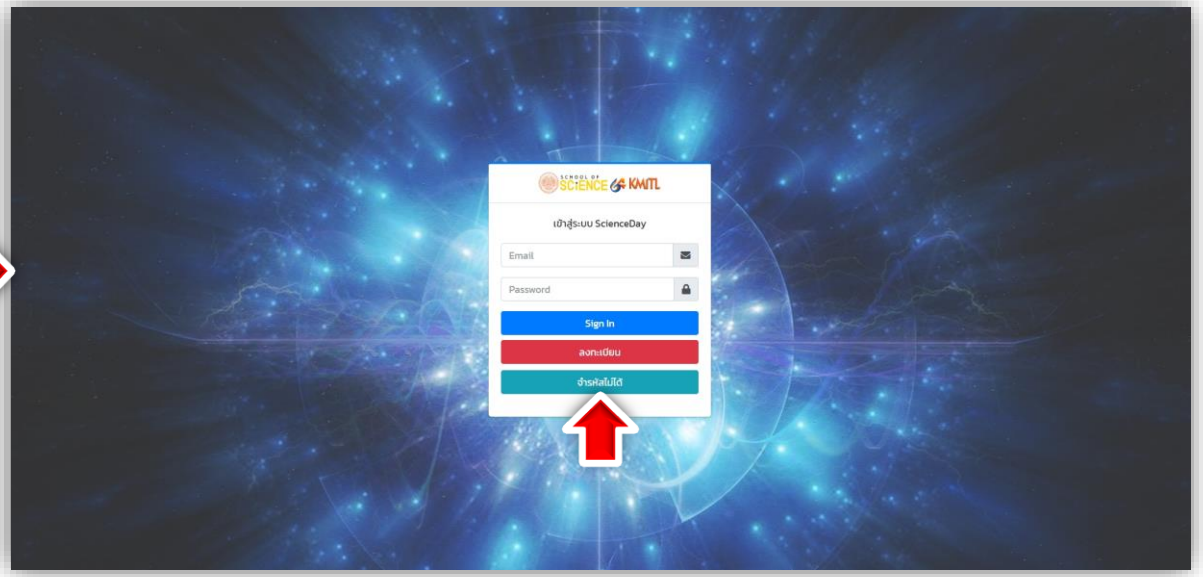 SCHOOL OF
SCIENCE KMITL
เข้าสู่ระบบ ScienceDay
Email
Password
Sign In
ลงทะเบียน
จำรหัสไม่ได้